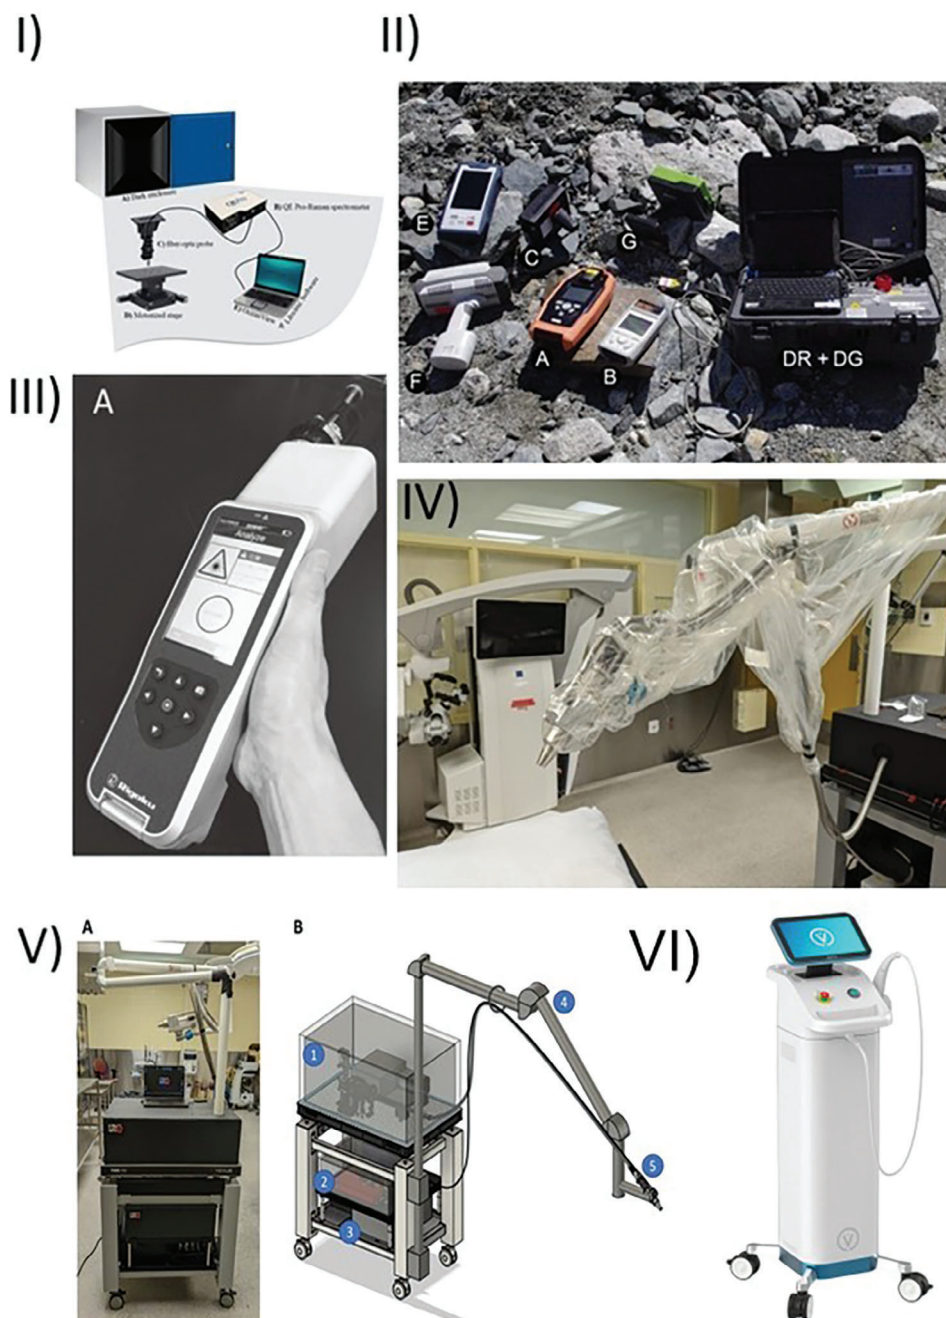 I)
II)
A) Dark enclosure
B) QE Pro-Raman spectrometer
C) fiber optic probe
D) Motorized stage
E
C
G
F
A
B
DR + DG
III)
A
Analyze
Rigaku
IV)
V)
A
B
VI)
1
2
3
4
5